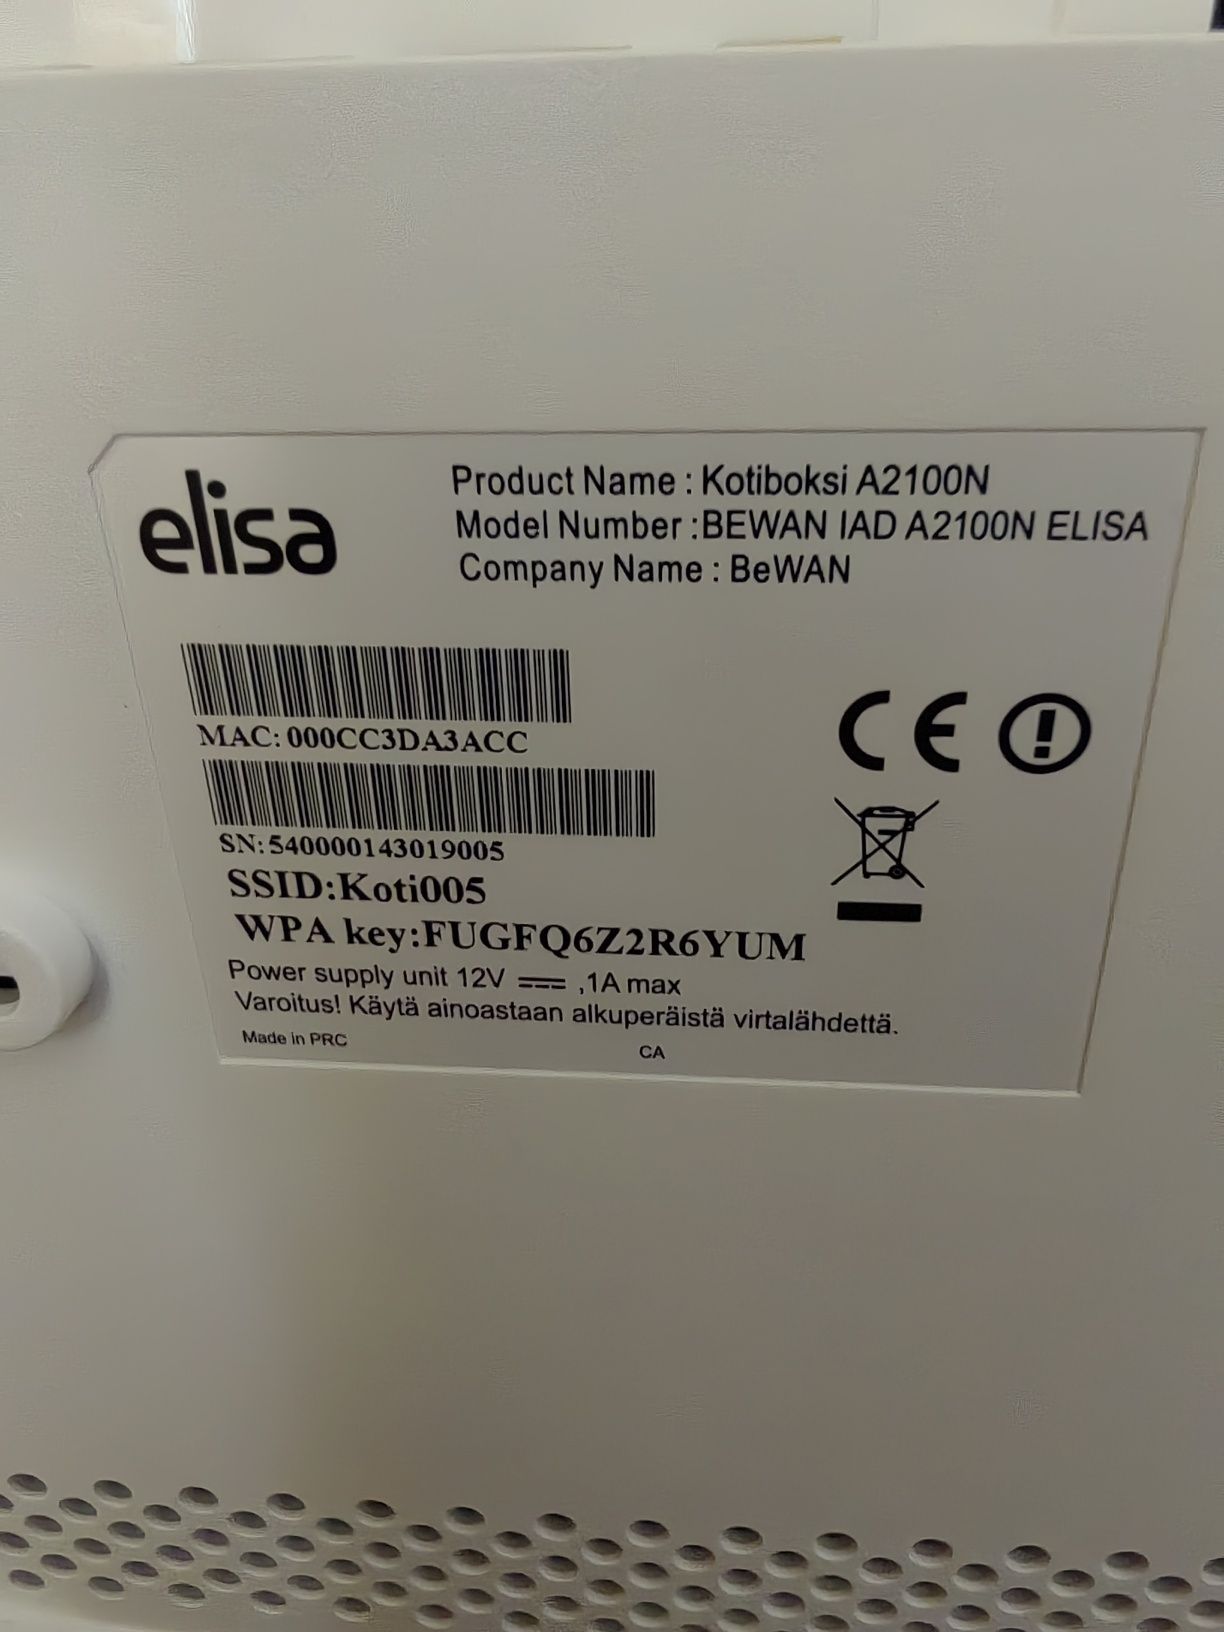 elisa
Product Name : Kotiboksi A2100N
Model Number :BEWAN IAD A2100N ELISA
Company Name : BeWAN
MAC: 000CC3DA3ACC
SN: 540000143019005
SSID:Koti005
WPA key:FUGFQ6Z2R6YUM
Power supply unit 12V ⎓ ,1A max
Varoitus! Käytä ainoastaan alkuperäistä virtalähdettä.
Made in PRC
CA